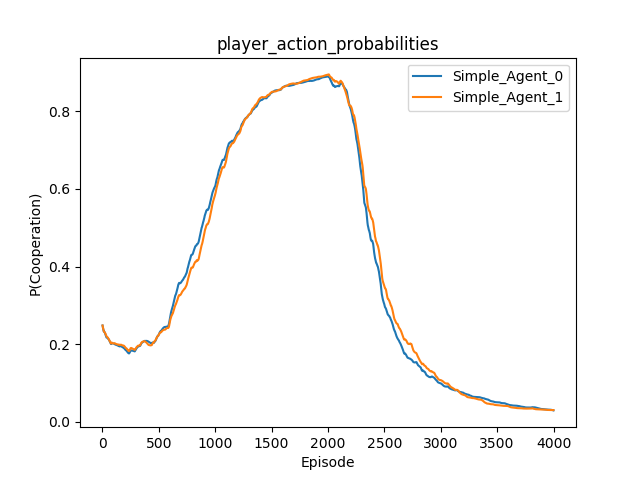 player_action_probabilities
Simple_Agent_0
Simple_Agent_1
P(Cooperation)
0.8
0.6
0.4
0.2
0.0
0 500 1000 1500 2000 2500 3000 3500 4000
Episode